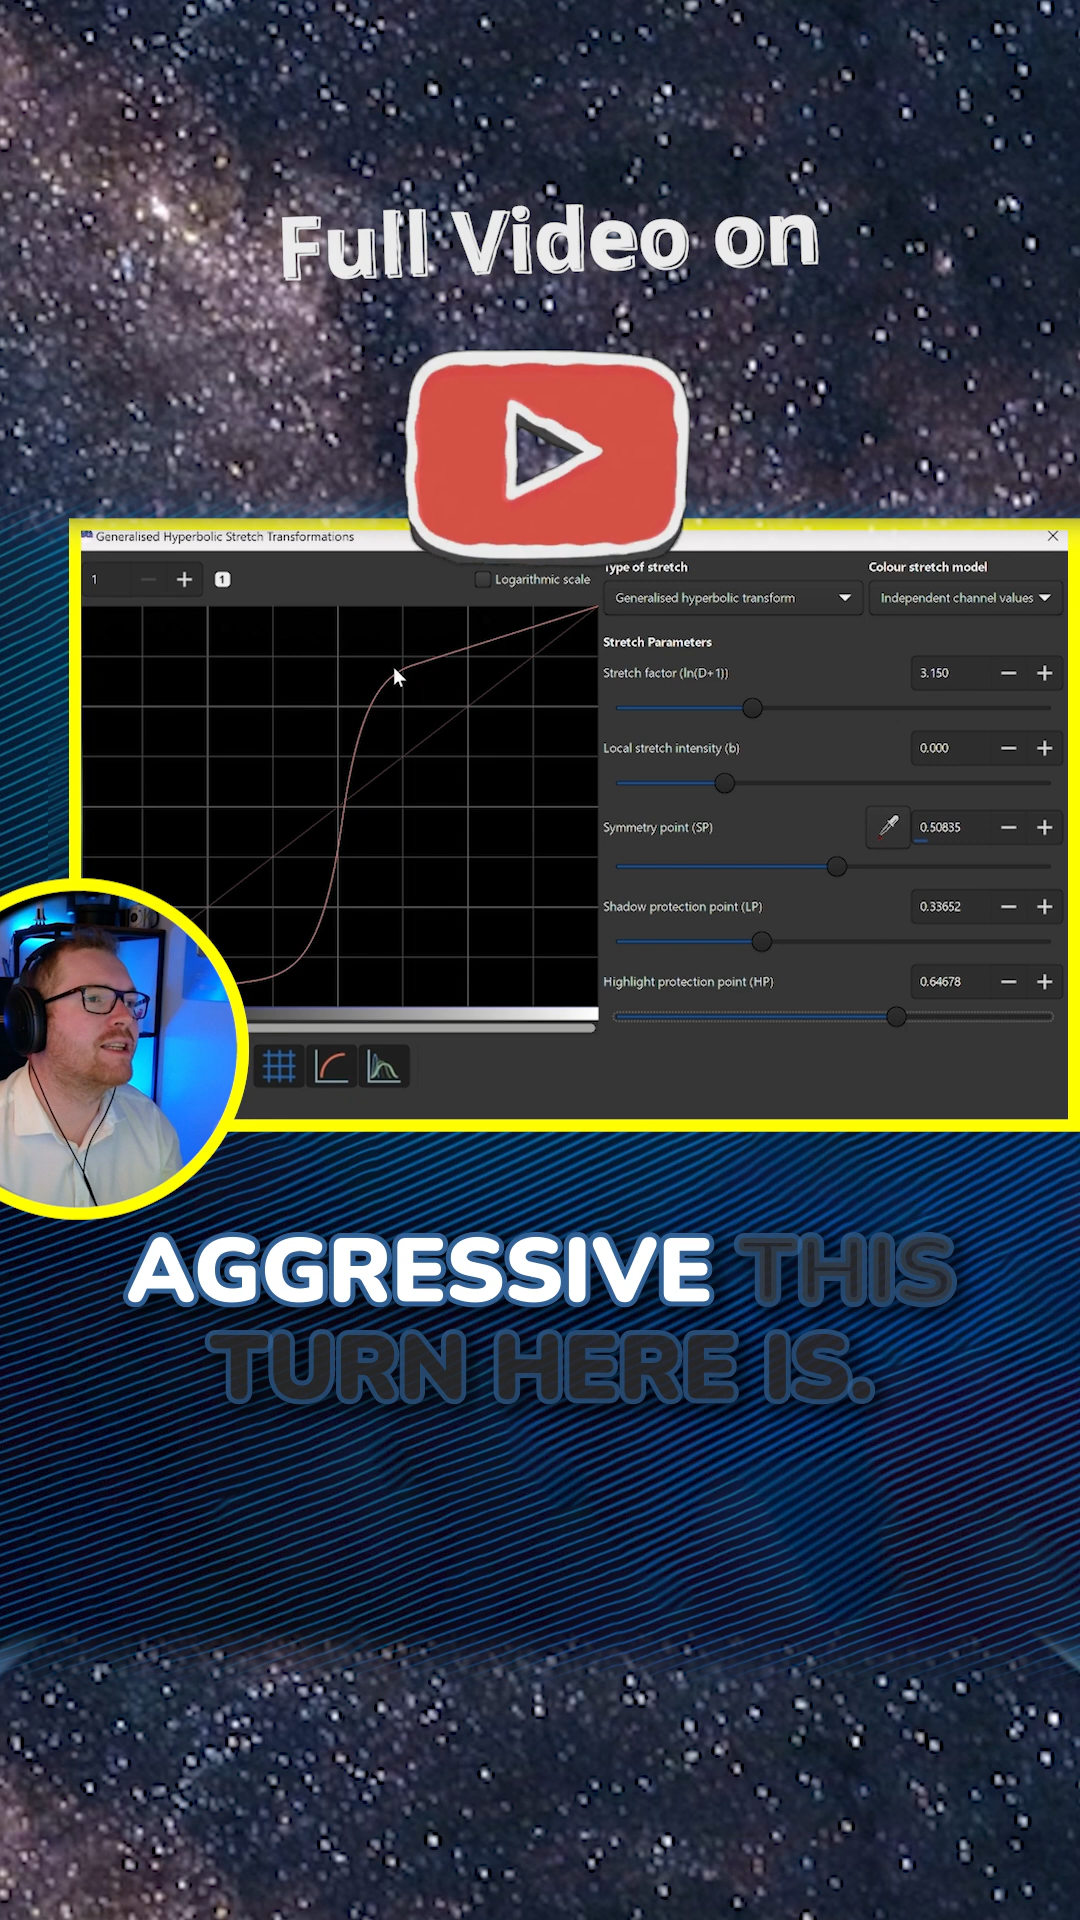 Full Video on
Generalised Hyperbolic Stretch Transformations
1
1
Logarithmic scale
Type of stretch
Colour stretch model
Generalised hyperbolic transform
Independent channel values
Stretch Parameters
Stretch factor (ln(D+1))
3.150
Local stretch intensity (b)
0.000
Symmetry point (SP)
0.50835
Shadow protection point (LP)
0.33652
Highlight protection point (HP)
0.64678
AGGRESSIVE THIS
TURN HERE IS.